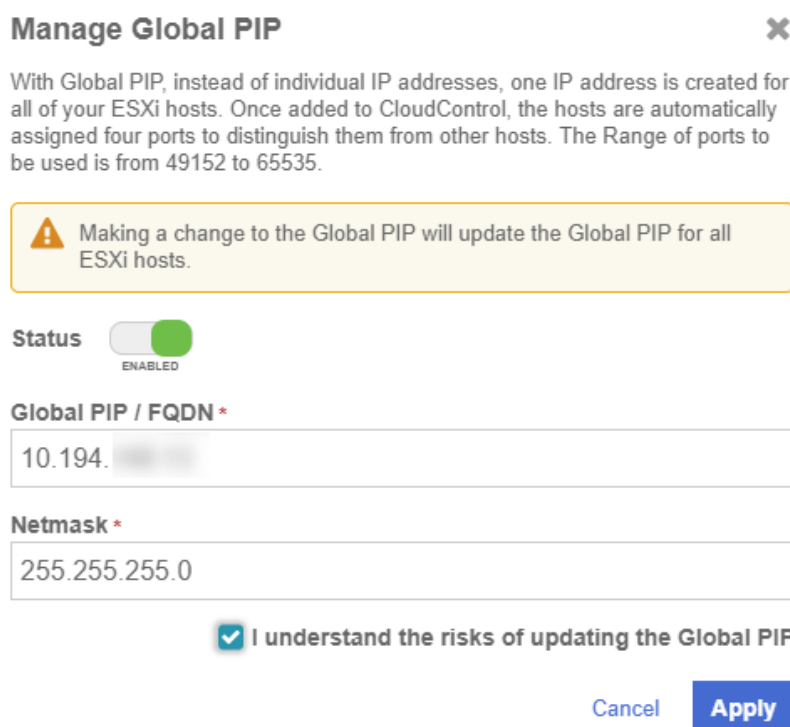 Manage Global PIP
With Global PIP, instead of individual IP addresses, one IP address is created for
all of your ESXi hosts. Once added to CloudControl, the hosts are automatically
assigned four ports to distinguish them from other hosts. The Range of ports to
be used is from 49152 to 65535.
Making a change to the Global PIP will update the Global PIP for all
ESXi hosts.
Status
ENABLED
Global PIP / FQDN *
10.194.
Netmask *
255.255.255.0
I understand the risks of updating the Global PIP
Cancel Apply